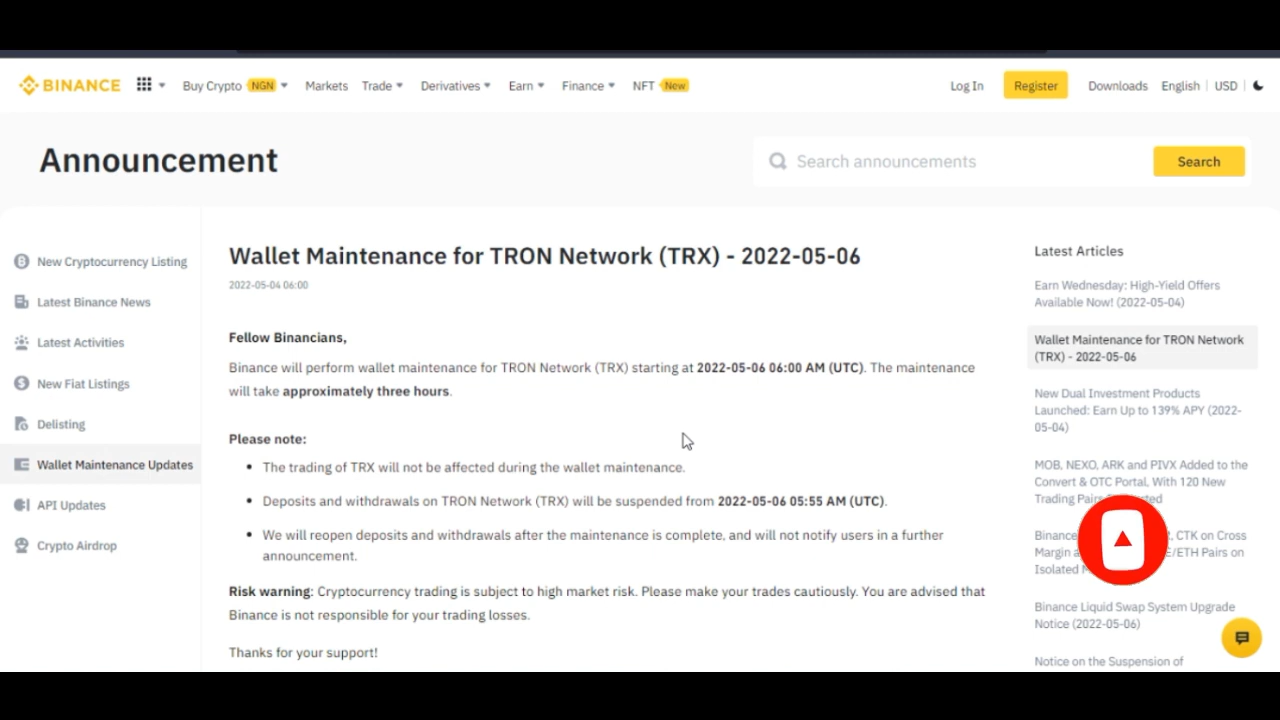 BINANCE Buy Crypto NGN Markets Trade Derivatives Earn Finance NFT New Log In Register Downloads English USD
Announcement
Search announcements Search
New Cryptocurrency Listing
Latest Binance News
Latest Activities
New Fiat Listings
Delisting
Wallet Maintenance Updates
API Updates
Crypto Airdrop
Wallet Maintenance for TRON Network (TRX) - 2022-05-06
2022-05-04 06:00
Fellow Binancians,
Binance will perform wallet maintenance for TRON Network (TRX) starting at 2022-05-06 06:00 AM (UTC). The maintenance
will take approximately three hours.
Please note:
• The trading of TRX will not be affected during the wallet maintenance.
• Deposits and withdrawals on TRON Network (TRX) will be suspended from 2022-05-06 05:55 AM (UTC).
• We will reopen deposits and withdrawals after the maintenance is complete, and will not notify users in a further
announcement.
Risk warning: Cryptocurrency trading is subject to high market risk. Please make your trades cautiously. You are advised that
Binance is not responsible for your trading losses.
Thanks for your support!
Latest Articles
Earn Wednesday: High-Yield Offers
Available Now! (2022-05-04)
Wallet Maintenance for TRON Network
(TRX) - 2022-05-06
New Dual Investment Products
Launched: Earn Up to 139% APY (2022-
05-04)
MOB, NEXO, ARK and PIVX Added to the
Convert & OTC Portal, With 120 New
Trading Pairs
Binance CTK on Cross
Margin E/ETH Pairs on
Isolated
Binance Liquid Swap System Upgrade
Notice (2022-05-06)
Notice on the Suspension of